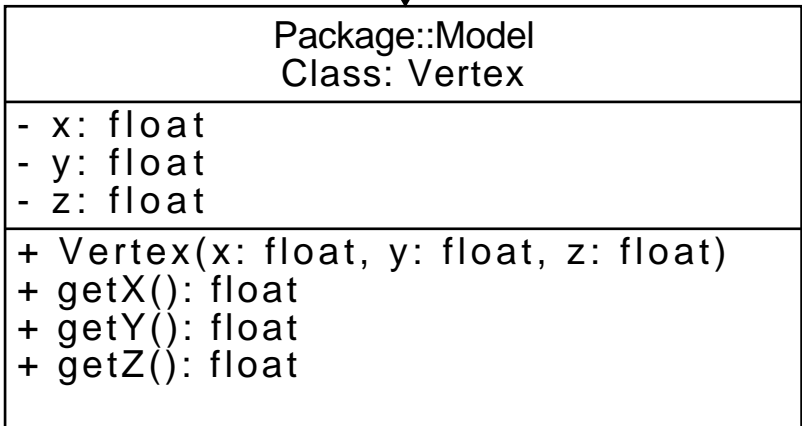 Package::Model
Class: Vertex
- x: float
- y: float
- z: float
+ Vertex(x: float, y: float, z: float)
+ getX(): float
+ getY(): float
+ getZ(): float